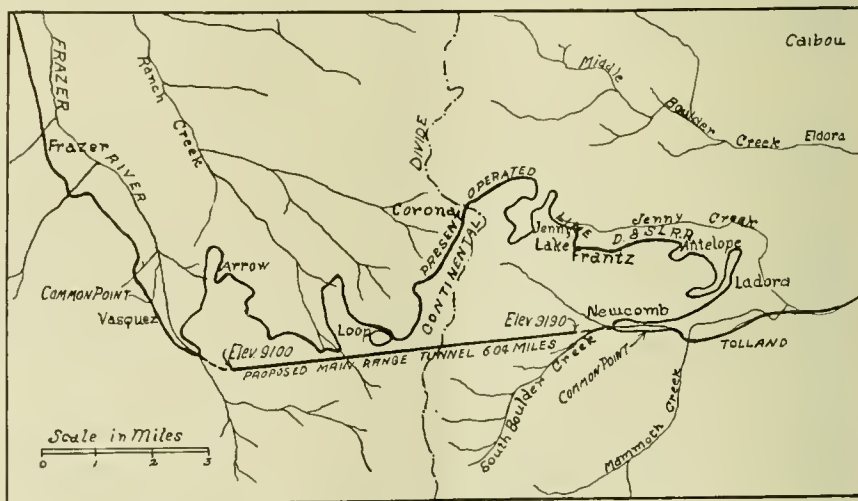 Caibou
Middle
Boulder
Creek
Eldora
FRAZER
RIVER
Ranch
Creek
Frazer
DIVIDE
Corona
PRESENT OPERATED LINE
D. & S.L. R.R.
CONTINENTAL
Jenny Creek
Jenny
Lake
Frantz
Antelope
Ladora
Arrow
COMMON POINT
Vasquez
Loop
Newcomb
Elev. 9100
Elev. 9190
PROPOSED MAIN RANGE TUNNEL 6.04 MILES
COMMON POINT
TOLLAND
South Boulder Creek
Mammoth Creek
Scale in Miles
0 1 2 3